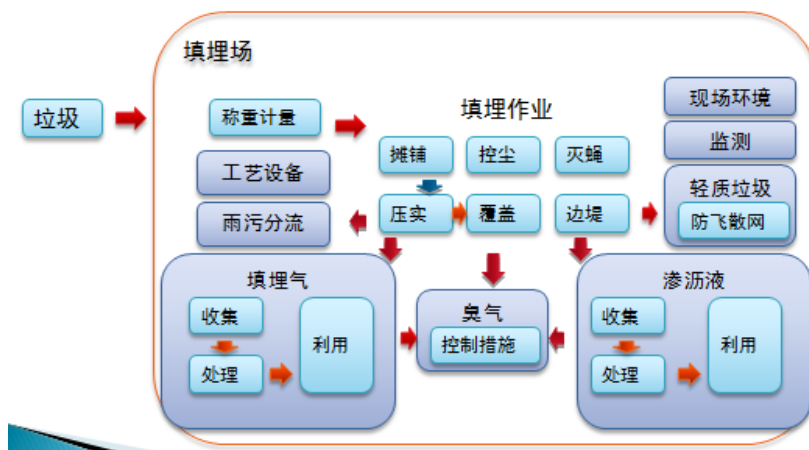 填埋场
垃圾
称重计量
填埋作业
现场环境
监测
工艺设备
摊铺
控尘
灭蝇
轻质垃圾
防飞散网
雨污分流
压实
覆盖
边堤
填埋气
收集
处理
利用
臭气
控制措施
渗沥液
收集
处理
利用